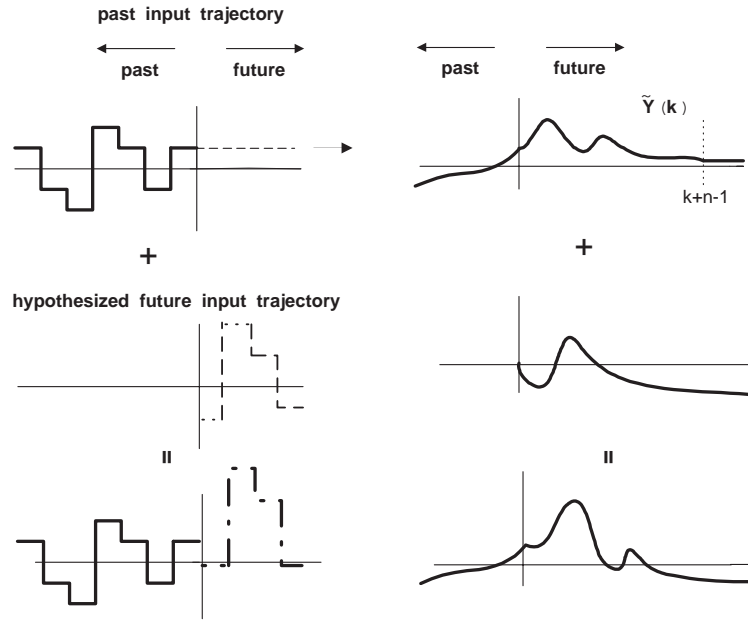 past input trajectory
past future
past future
Ỹ (k)
k+n-1
+ +
hypothesized future input trajectory
= =